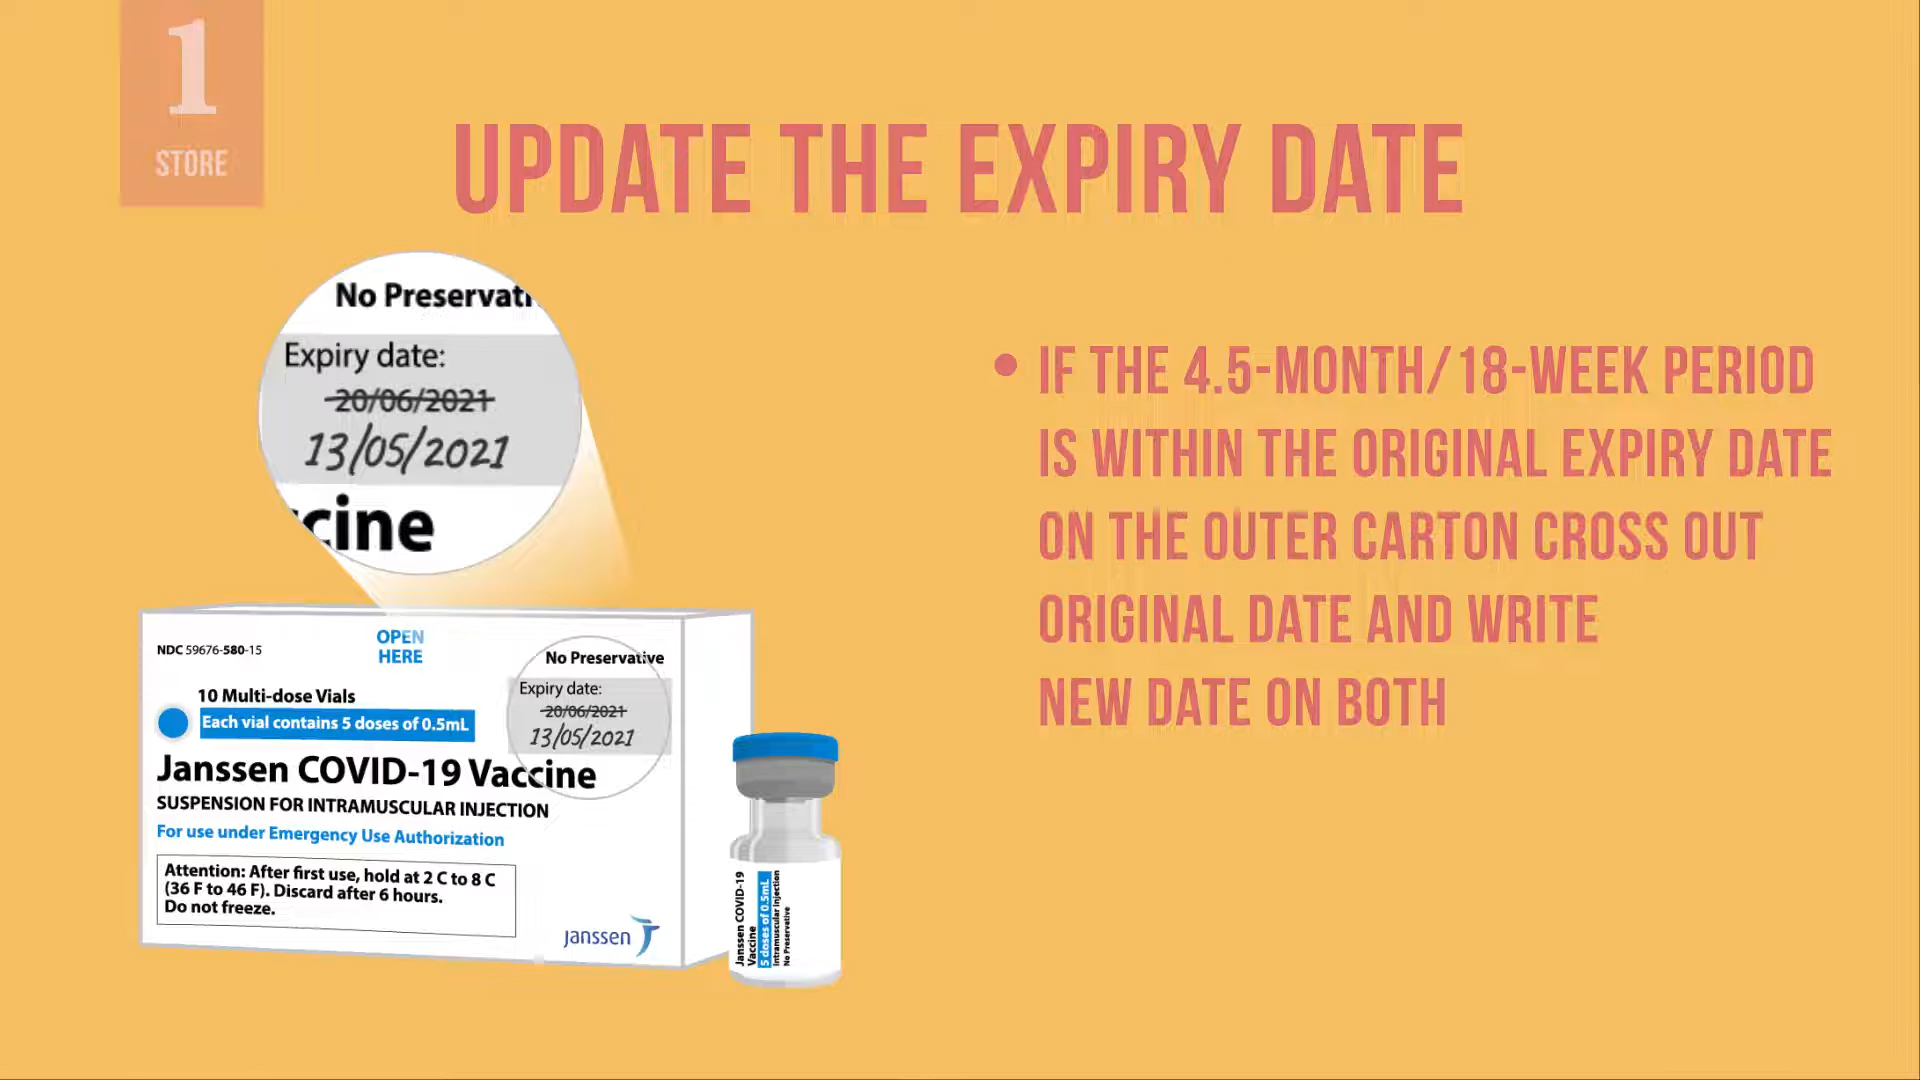 1
STORE
UPDATE THE EXPIRY DATE
No Preservati
Expiry date:
20/06/2021
13/05/2021
ccine
• IF THE 4.5-MONTH/18-WEEK PERIOD
IS WITHIN THE ORIGINAL EXPIRY DATE
ON THE OUTER CARTON CROSS OUT
ORIGINAL DATE AND WRITE
NEW DATE ON BOTH
NDC 59676-580-15
OPEN
HERE
No Preservative
Expiry date:
20/06/2021
13/05/2021
10 Multi-dose Vials
Each vial contains 5 doses of 0.5mL
Janssen COVID-19 Vaccine
SUSPENSION FOR INTRAMUSCULAR INJECTION
For use under Emergency Use Authorization
Attention: After first use, hold at 2 C to 8 C
(36 F to 46 F). Discard after 6 hours.
Do not freeze.
janssen
Janssen COVID-19
Vaccine
5 doses of 0.5mL
Intramuscular Injection
No Preservative